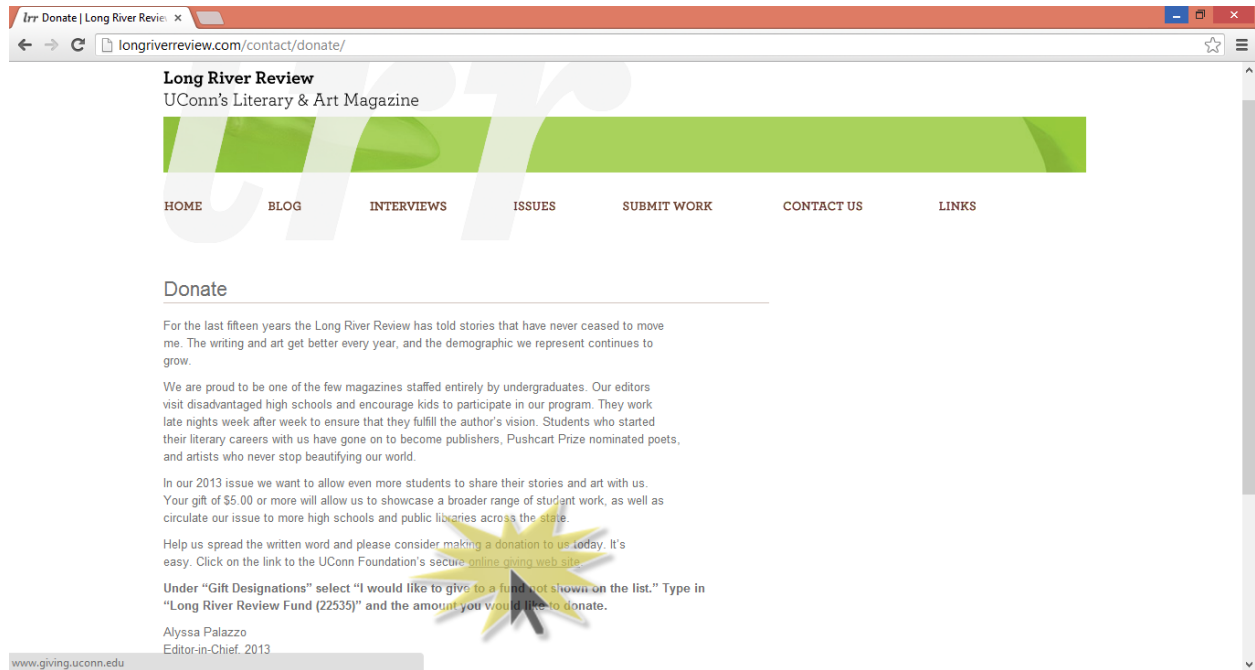 lrr Donate | Long River Review
longriverreview.com/contact/donate/
lrr
Long River Review
UConn's Literary & Art Magazine
HOME BLOG INTERVIEWS ISSUES SUBMIT WORK CONTACT US LINKS
Donate
For the last fifteen years the Long River Review has told stories that have never ceased to move
me. The writing and art get better every year, and the demographic we represent continues to
grow.
We are proud to be one of the few magazines staffed entirely by undergraduates. Our editors
visit disadvantaged high schools and encourage kids to participate in our program. They work
late nights week after week to ensure that they fulfill the author's vision. Students who started
their literary careers with us have gone on to become publishers, Pushcart Prize nominated poets,
and artists who never stop beautifying our world.
In our 2013 issue we want to allow even more students to share their stories and art with us.
Your gift of $5.00 or more will allow us to showcase a broader range of student work, as well as
circulate our issue to more high schools and public libraries across the state.
Help us spread the written word and please consider making a donation to us today. It's
easy. Click on the link to the UConn Foundation's secure online giving web site.
Under “Gift Designations” select “I would like to give to a fund not shown on the list.” Type in
“Long River Review Fund (22535)” and the amount you would like to donate.
Alyssa Palazzo
Editor-in-Chief, 2013
www.giving.uconn.edu